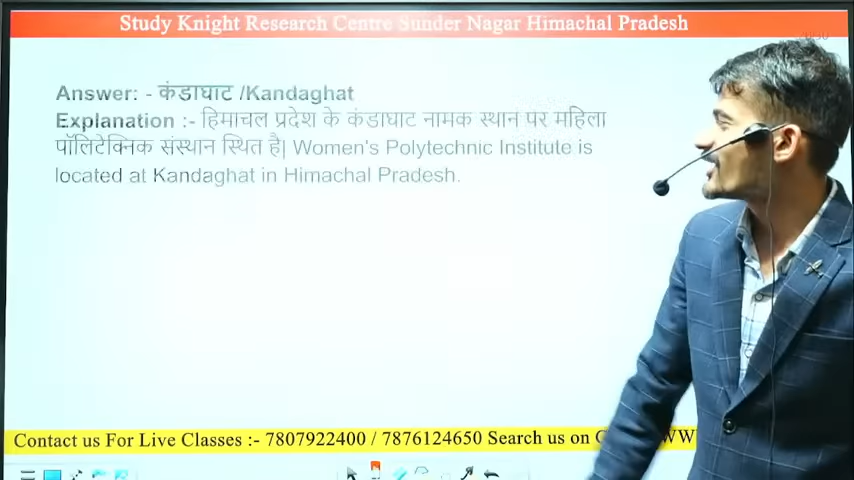 Study Knight Research Centre Sunder Nagar Himachal Pradesh
Answer: - कंडाघाट /Kandaghat
Explanation :- हिमाचल प्रदेश के कंडाघाट नामक स्थान पर महिला
पॉलिटेक्निक संस्थान स्थित है| Women's Polytechnic Institute is
located at Kandaghat in Himachal Pradesh.
Contact us For Live Classes :- 7807922400 / 7876124650 Search us on